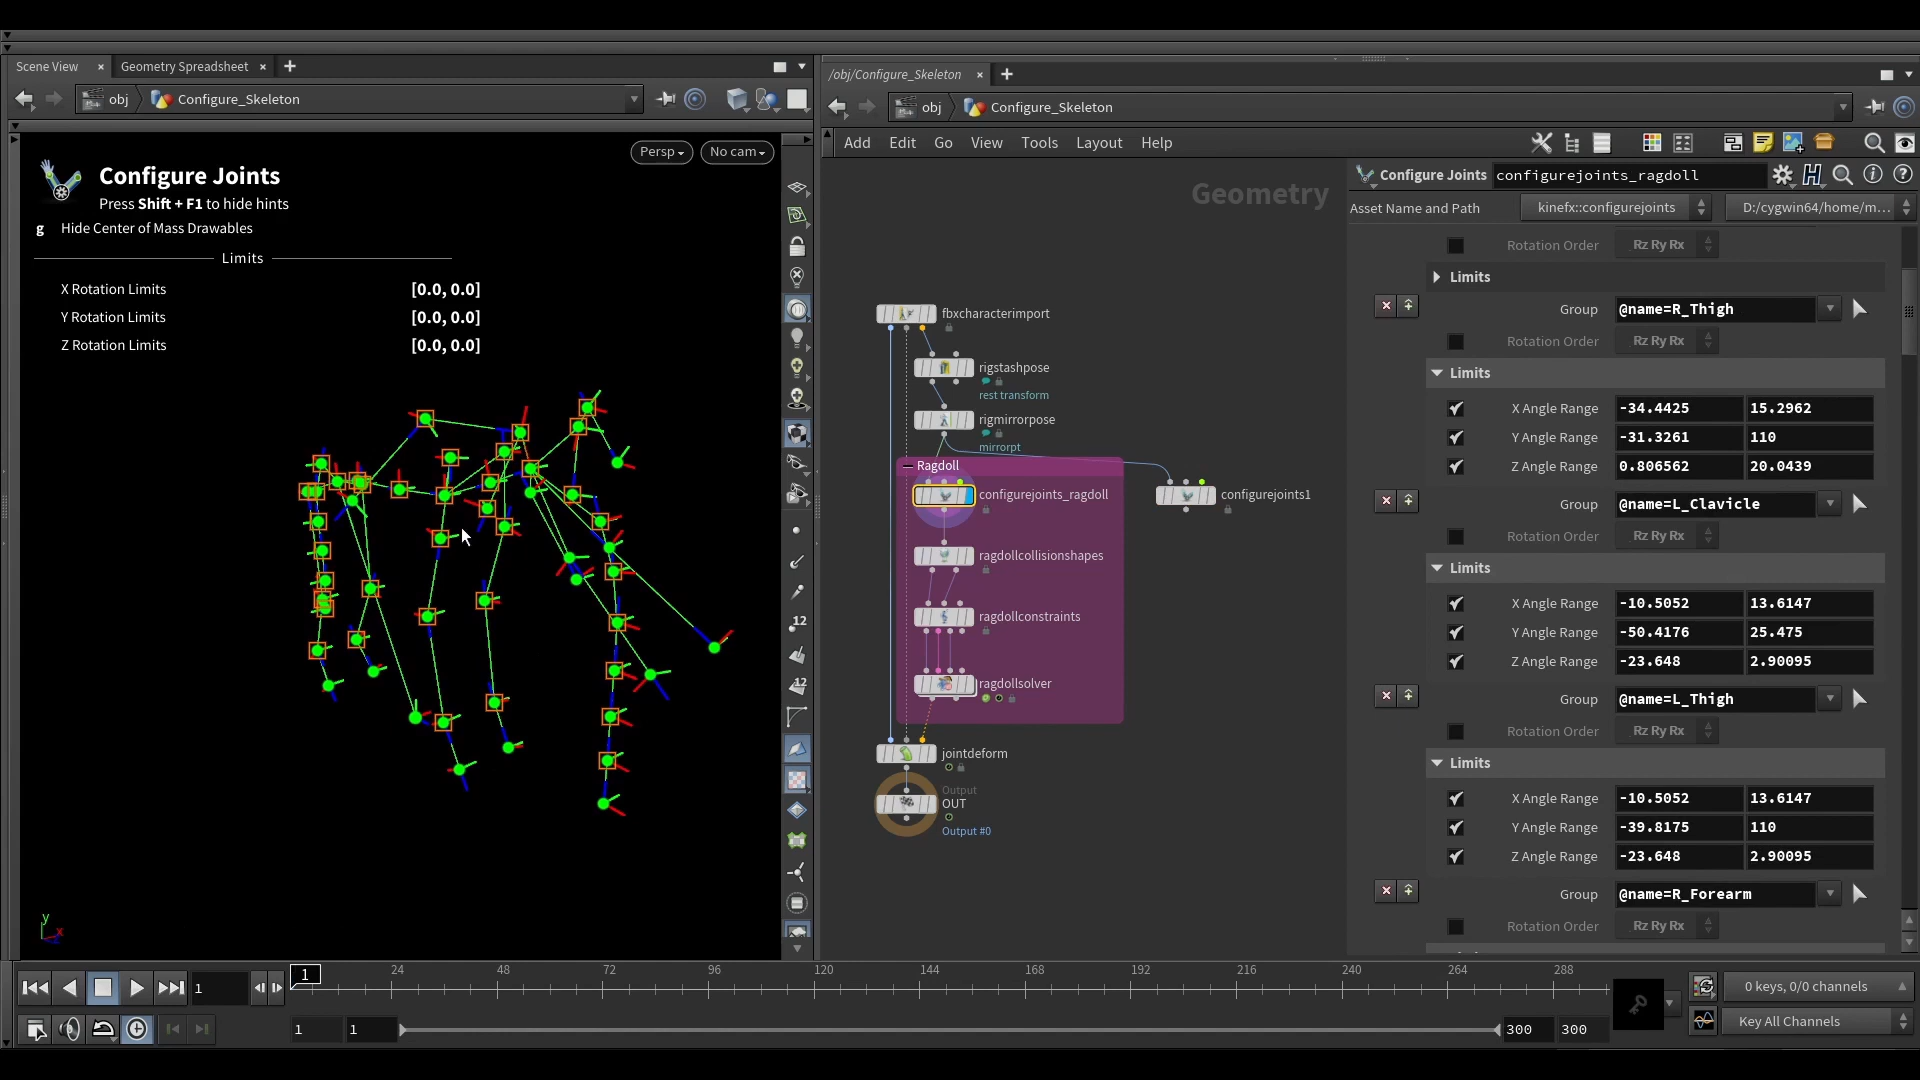 Scene View
Geometry Spreadsheet
obj
Configure_Skeleton
Configure Joints
Press Shift + F1 to hide hints
g Hide Center of Mass Drawables
Limits
X Rotation Limits [0.0, 0.0]
Y Rotation Limits [0.0, 0.0]
Z Rotation Limits [0.0, 0.0]
Persp
No cam
12
12
y
x
/obj/Configure_Skeleton
obj
Configure_Skeleton
Add Edit Go View Tools Layout Help
Geometry
fbxcharacterimport
rigstashpose
rest transform
rigmirrorpose
mirrorpt
Ragdoll
configurejoints_ragdoll
configurejoints1
ragdollcollisionshapes
ragdollconstraints
ragdollsolver
jointdeform
Output
OUT
Output #0
Configure Joints configurejoints_ragdoll
Asset Name and Path kinefx::configurejoints D:/cygwin64/home/m...
Rotation Order Rz Ry Rx
Limits
Group @name=R_Thigh
Rotation Order Rz Ry Rx
Limits
X Angle Range -34.4425 15.2962
Y Angle Range -31.3261 110
Z Angle Range 0.806562 20.0439
Group @name=L_Clavicle
Rotation Order Rz Ry Rx
Limits
X Angle Range -10.5052 13.6147
Y Angle Range -50.4176 25.475
Z Angle Range -23.648 2.90095
Group @name=L_Thigh
Rotation Order Rz Ry Rx
Limits
X Angle Range -10.5052 13.6147
Y Angle Range -39.8175 110
Z Angle Range -23.648 2.90095
Group @name=R_Forearm
Rotation Order Rz Ry Rx
1
1 24 48 72 96 120 144 168 192 216 240 264 288
0 keys, 0/0 channels
1 1 300 300
Key All Channels